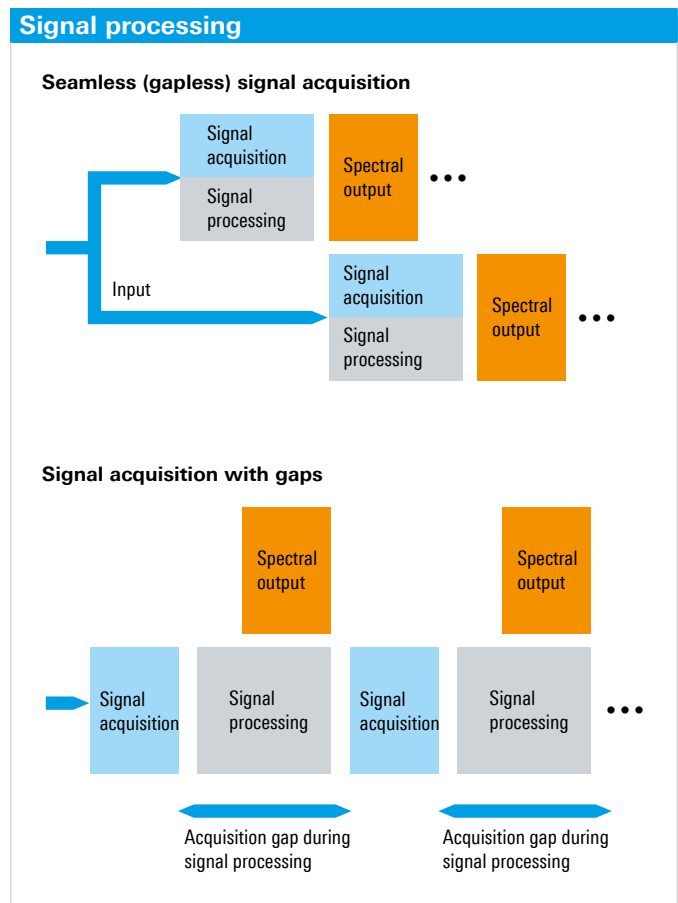 Signal processing
Seamless (gapless) signal acquisition
Signal
acquisition
Signal
processing
Spectral
output
•••
Input
Signal
acquisition
Signal
processing
Spectral
output
•••
Signal acquisition with gaps
Spectral
output
Spectral
output
Signal
acquisition
Signal
processing
Signal
acquisition
Signal
processing
•••
Acquisition gap during
signal processing
Acquisition gap during
signal processing